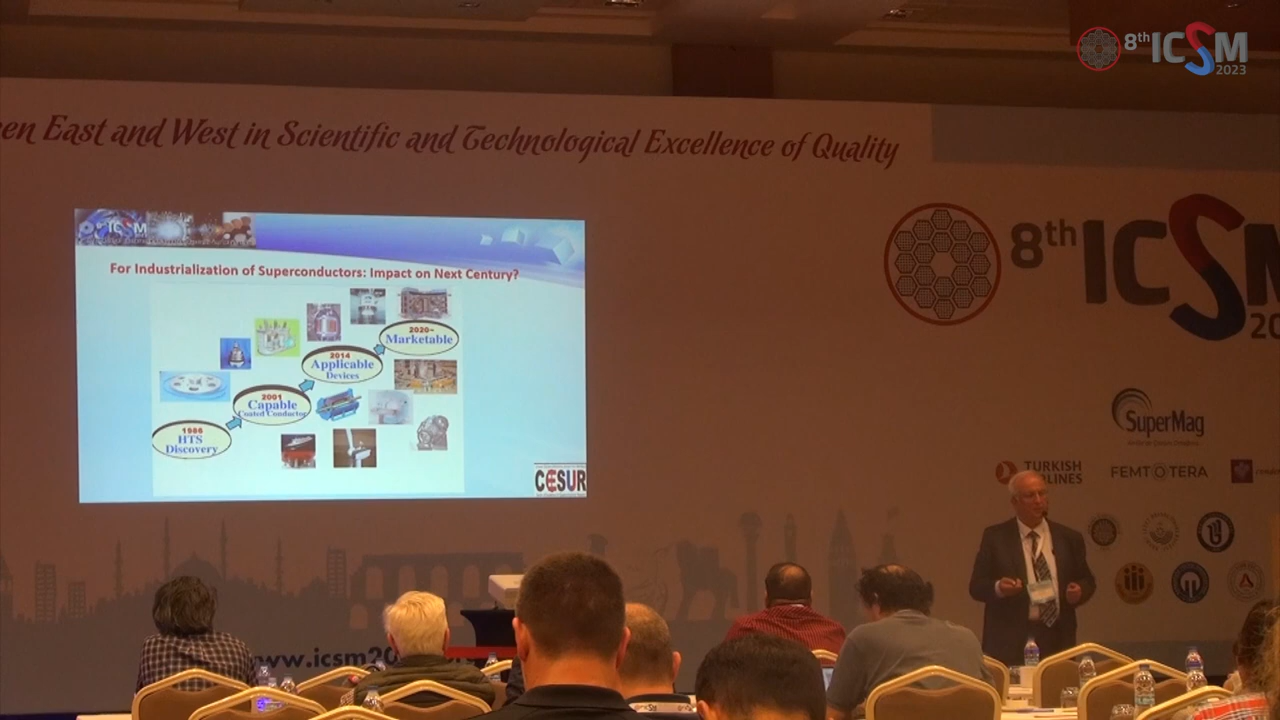 8th ICSM
2023
een East and West in Scientific and Technological Excellence of Quality
8th ICSM
ICSM
For Industrialization of Superconductors: Impact on Next Century?
2020~
Marketable
2014
Applicable
Devices
2001
Capable
Coated Conductor
1986
HTS
Discovery
CESUR
SuperMag
TURKISH
AIRLINES
FEMTOTERA
www.icsm20